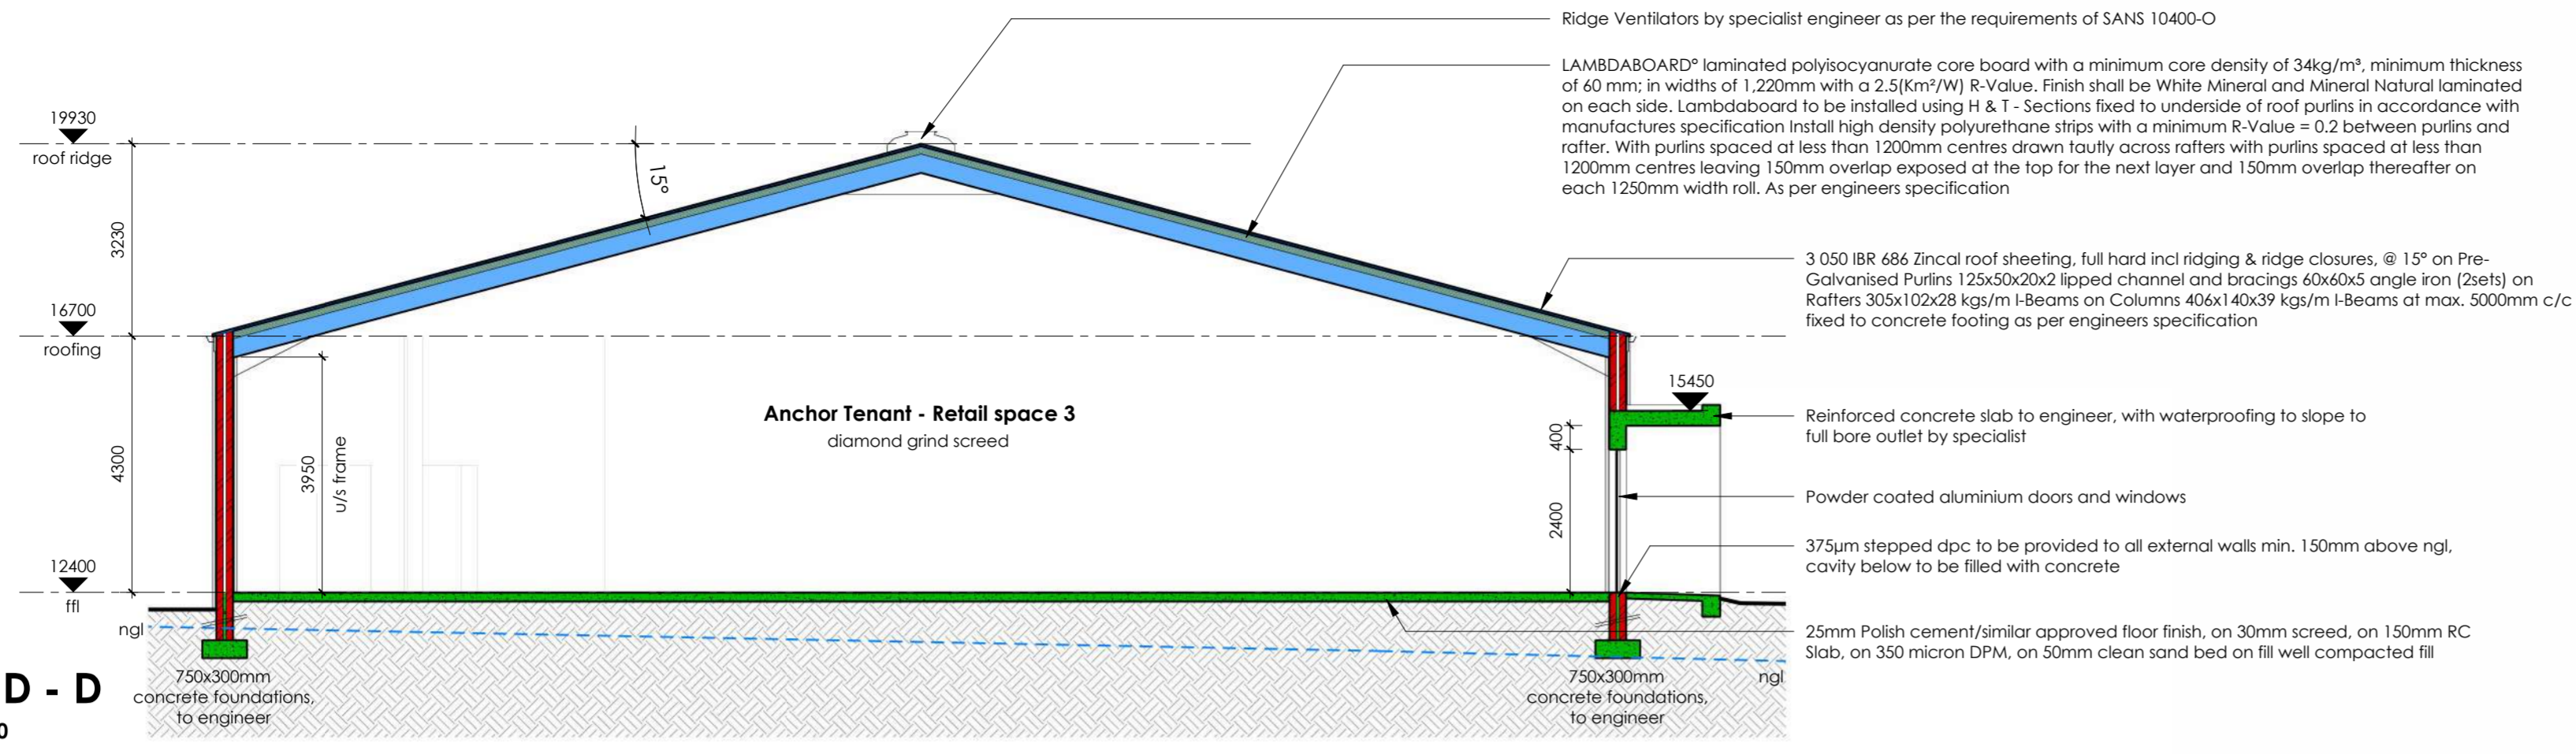 Ridge Ventilators by specialist engineer as per the requirements of SANS 10400-O
LAMBDABOARD° laminated polyisocyanurate core board with a minimum core density of 34kg/m³, minimum thickness
of 60 mm; in widths of 1,220mm with a 2.5(Km²/W) R-Value. Finish shall be White Mineral and Mineral Natural laminated
on each side. Lambdaboard to be installed using H & T - Sections fixed to underside of roof purlins in accordance with
manufactures specification Install high density polyurethane strips with a minimum R-Value = 0.2 between purlins and
rafter. With purlins spaced at less than 1200mm centres drawn tautly across rafters with purlins spaced at less than
1200mm centres leaving 150mm overlap exposed at the top for the next layer and 150mm overlap thereafter on
each 1250mm width roll. As per engineers specification
19930
roof ridge
15°
3230
3 050 IBR 686 Zincal roof sheeting, full hard incl ridging & ridge closures, @ 15° on Pre-
Galvanised Purlins 125x50x20x2 lipped channel and bracings 60x60x5 angle iron (2sets) on
Rafters 305x102x28 kgs/m I-Beams on Columns 406x140x39 kgs/m I-Beams at max. 5000mm c/c
fixed to concrete footing as per engineers specification
16700
roofing
15450
Anchor Tenant - Retail space 3
diamond grind screed
Reinforced concrete slab to engineer, with waterproofing to slope to
full bore outlet by specialist
4300
3950
u/s frame
400
2400
Powder coated aluminium doors and windows
375µm stepped dpc to be provided to all external walls min. 150mm above ngl,
cavity below to be filled with concrete
12400
ffl
ngl
25mm Polish cement/similar approved floor finish, on 30mm screed, on 150mm RC
Slab, on 350 micron DPM, on 50mm clean sand bed on fill well compacted fill
D - D
0
750x300mm
concrete foundations,
to engineer
750x300mm
concrete foundations,
to engineer
ngl